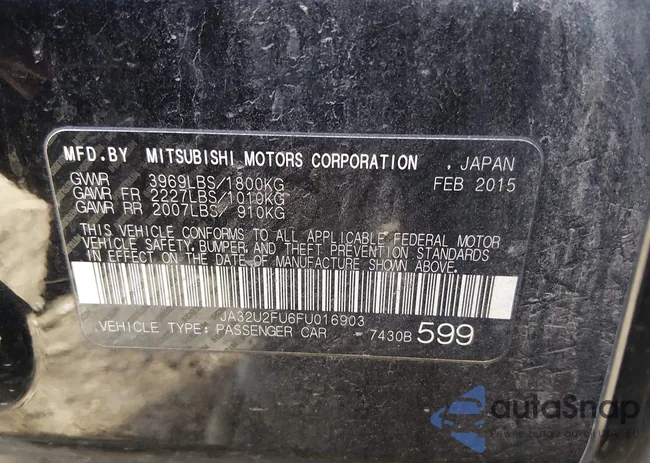 MFD. BY MITSUBISHI MOTORS CORPORATION . JAPAN
GVWR 3969LBS/1800KG FEB 2015
GAWR FR 2227LBS/1010KG
GAWR RR 2007LBS/ 910KG
THIS VEHICLE CONFORMS TO ALL APPLICABLE FEDERAL MOTOR
VEHICLE SAFETY, BUMPER, AND THEFT PREVENTION STANDARDS
IN EFFECT ON THE DATE OF MANUFACTURE SHOWN ABOVE.
JA32U2FU6FU016903
VEHICLE TYPE: PASSENGER CAR 7430B 599
autoSnap